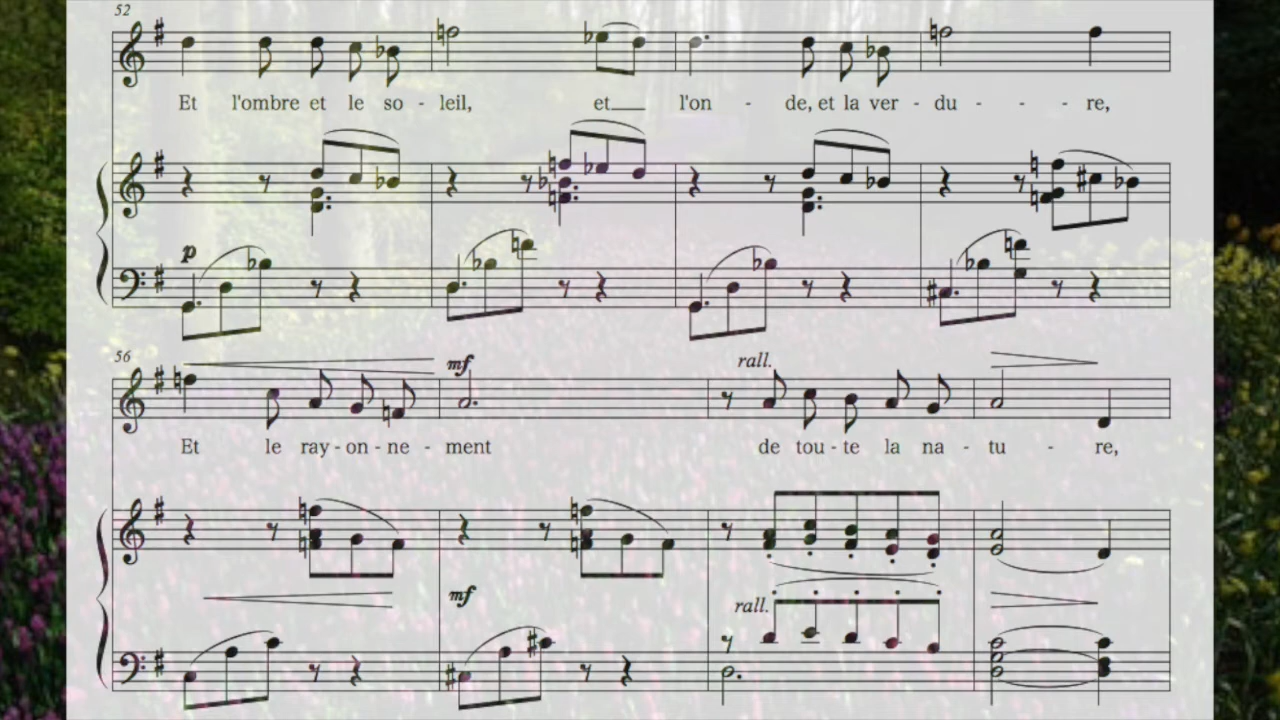 52
Et l'ombre et le so - leil, et l'on - de, et la ver - du - - - re,
p
56
mf
rall.
Et le ray - on - ne - ment de tou - te la na - tu - re,
mf
rall.